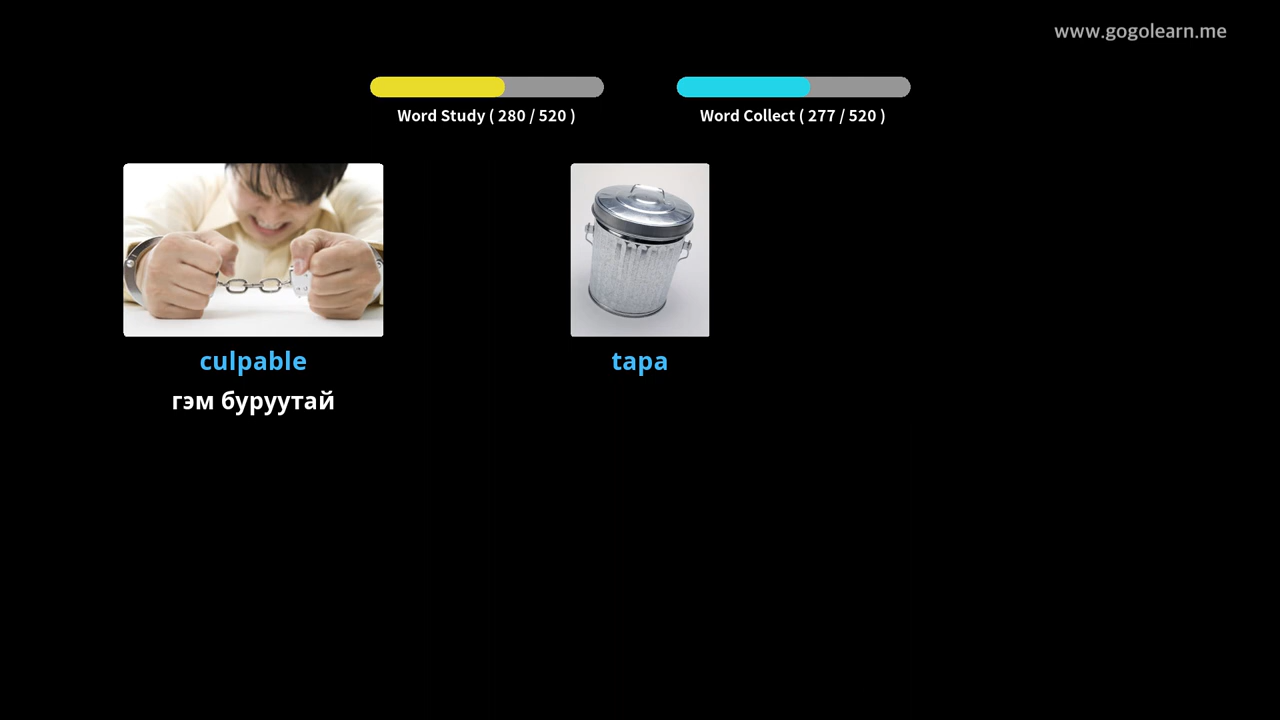 www.gogolearn.me
Word Study ( 280 / 520 )
Word Collect ( 277 / 520 )
culpable
tapa
гэм буруутай